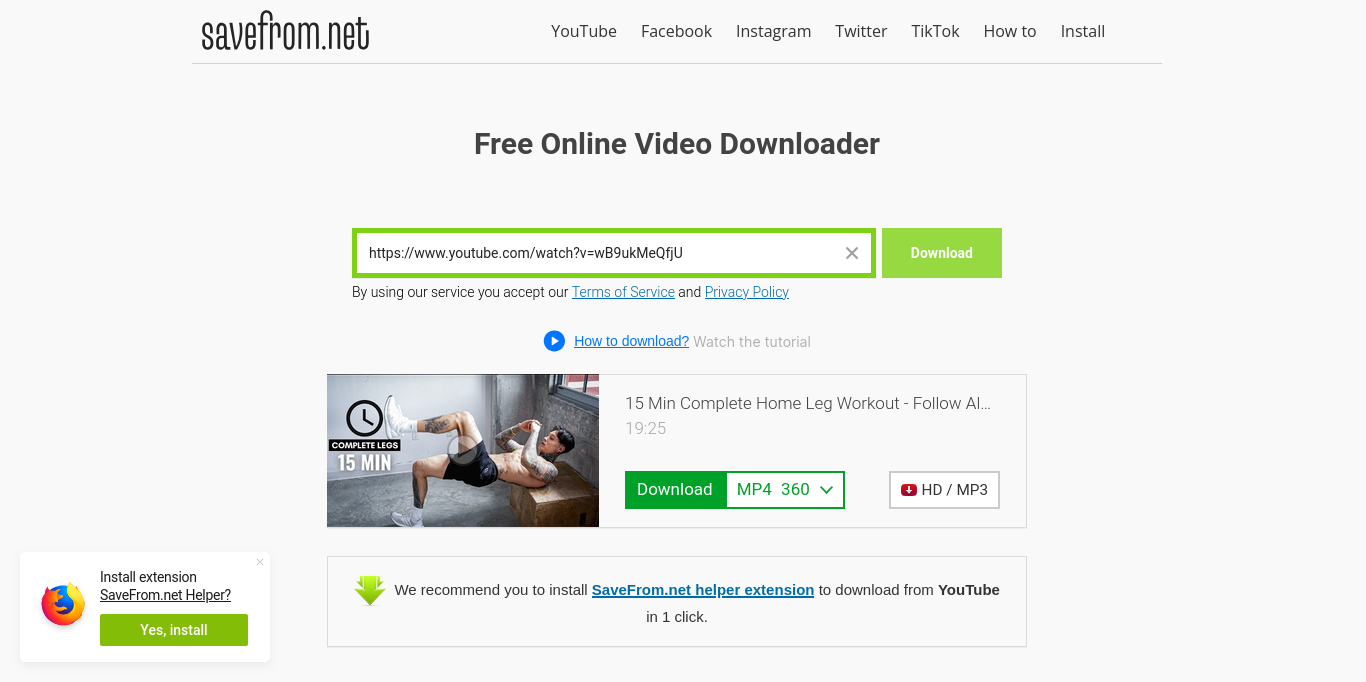 savefrom.net
YouTube Facebook Instagram Twitter TikTok How to Install
Free Online Video Downloader
https://www.youtube.com/watch?v=wB9ukMeQfjU
Download
By using our service you accept our Terms of Service and Privacy Policy
How to download? Watch the tutorial
COMPLETE LEGS
15 MIN
15 Min Complete Home Leg Workout - Follow Al...
19:25
Download MP4 360
HD / MP3
We recommend you to install SaveFrom.net helper extension to download from YouTube
in 1 click.
Install extension
SaveFrom.net Helper?
Yes, install